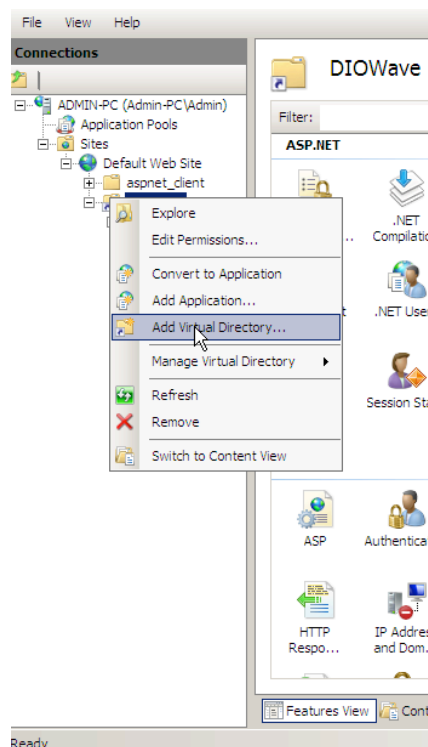 File View Help
Connections
ADMIN-PC (Admin-PC\Admin)
Application Pools
Sites
Default Web Site
aspnet_client
Explore
Edit Permissions...
Convert to Application
Add Application...
Add Virtual Directory...
Manage Virtual Directory
Refresh
Remove
Switch to Content View
DIOWave
Filter:
ASP.NET
.NET
Compilatio
.NET User
Session Sta
ASP
Authentica
HTTP
Respo...
IP Addres
and Dom.
Features View
Cont
Ready